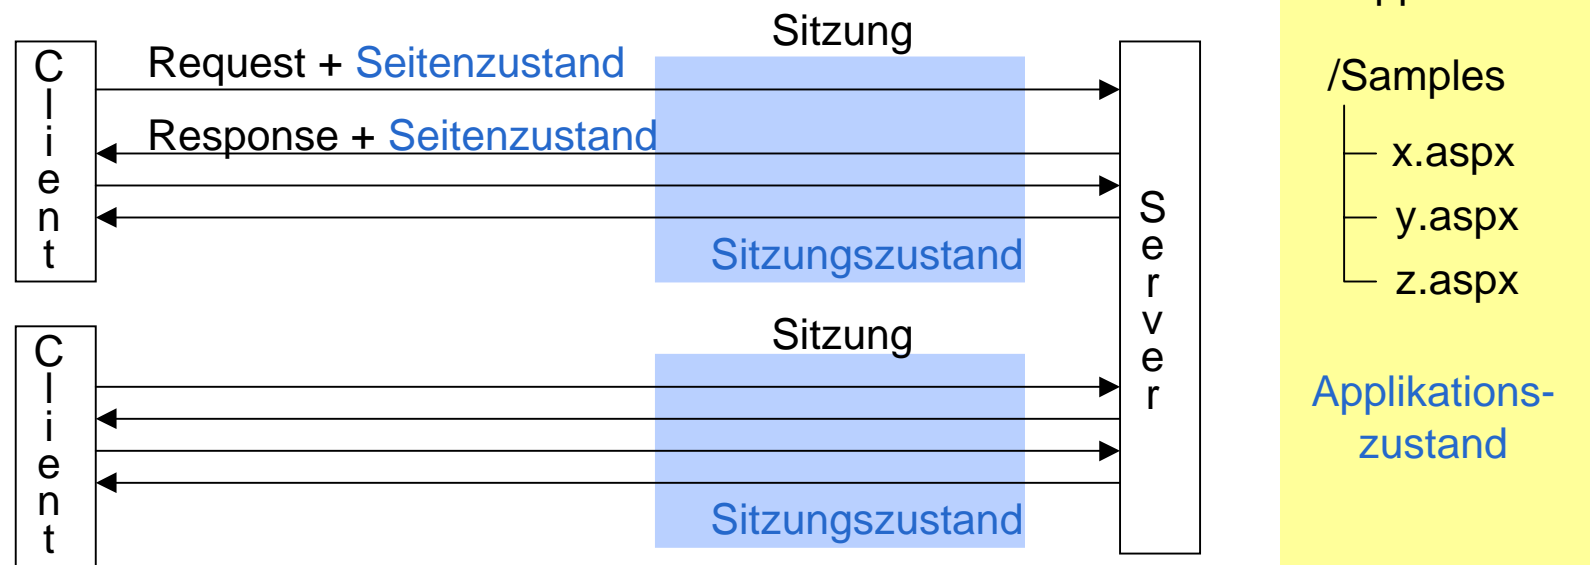 Sitzung
Client
Request + Seitenzustand
Response + Seitenzustand
Sitzungszustand
Server
Sitzung
Client
Sitzungszustand
/Samples
x.aspx
y.aspx
z.aspx
Applikations-
zustand